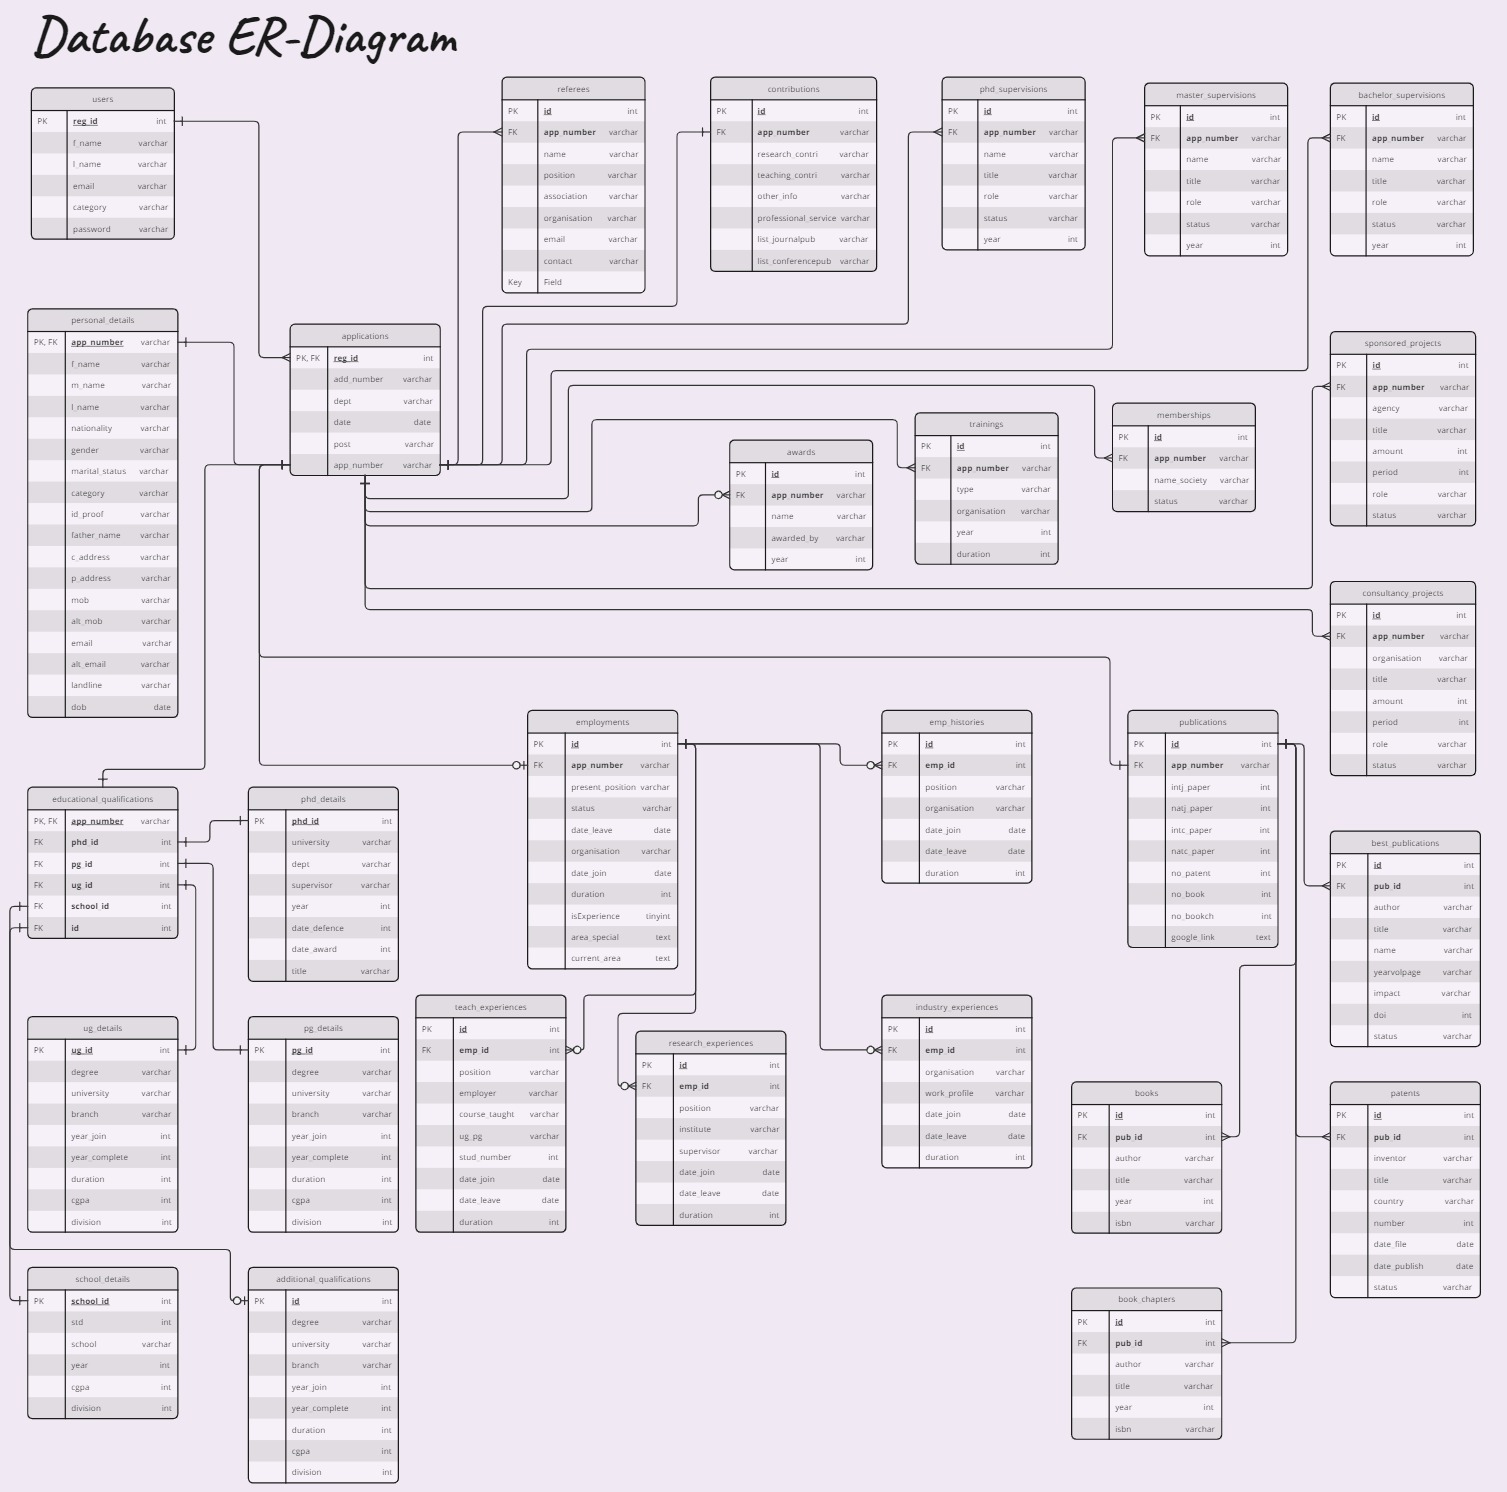 Database ER-Diagram
users
PK reg_id int
f_name varchar
l_name varchar
email varchar
category varchar
password varchar
referees
PK id int
FK app_number varchar
name varchar
position varchar
association varchar
organisation varchar
email varchar
contact varchar
Key Field
contributions
PK id int
FK app_number varchar
research_contri varchar
teaching_contri varchar
other_info varchar
professional_service varchar
list_journalpub varchar
list_conferencepub varchar
phd_supervisions
PK id int
FK app_number varchar
name varchar
title varchar
role varchar
status varchar
year int
master_supervisions
PK id int
FK app_number varchar
name varchar
title varchar
role varchar
status varchar
year int
bachelor_supervisions
PK id int
FK app_number varchar
name varchar
title varchar
role varchar
status varchar
year int
personal_details
PK, FK app_number varchar
f_name varchar
m_name varchar
l_name varchar
nationality varchar
gender varchar
marital_status varchar
category varchar
id_proof varchar
father_name varchar
c_address varchar
p_address varchar
mob varchar
alt_mob varchar
email varchar
alt_email varchar
landline varchar
dob date
applications
PK, FK reg_id int
add_number varchar
dept varchar
date date
post varchar
app_number varchar
awards
PK id int
FK app_number varchar
name varchar
awarded_by varchar
year int
trainings
PK id int
FK app_number varchar
type varchar
organisation varchar
year int
duration int
memberships
PK id int
FK app_number varchar
name_society varchar
status varchar
sponsored_projects
PK id int
FK app_number varchar
agency varchar
title varchar
amount int
period int
role varchar
status varchar
consultancy_projects
PK id int
FK app_number varchar
organisation varchar
title varchar
amount int
period int
role varchar
status varchar
employments
PK id int
FK app_number varchar
present_position varchar
status varchar
date_leave date
organisation varchar
date_join date
duration int
isExperience tinyint
area_special text
current_area text
emp_histories
PK id int
FK emp_id int
position varchar
organisation varchar
date_join date
date_leave date
duration int
publications
PK id int
FK app_number varchar
intj_paper int
natj_paper int
intc_paper int
natc_paper int
no_patent int
no_book int
no_bookch int
google_link text
educational_qualifications
PK, FK app_number varchar
FK phd_id int
FK pg_id int
FK ug_id int
FK school_id int
FK id int
phd_details
PK phd_id int
university varchar
dept varchar
supervisor varchar
year int
date_defence int
date_award int
title varchar
best_publications
PK id int
FK pub_id int
author varchar
title varchar
name varchar
yearvolpage varchar
impact varchar
doi int
status varchar
ug_details
PK ug_id int
degree varchar
university varchar
branch varchar
year_join int
year_complete int
duration int
cgpa int
division int
pg_details
PK pg_id int
degree varchar
university varchar
branch varchar
year_join int
year_complete int
duration int
cgpa int
division int
teach_experiences
PK id int
FK emp_id int
position varchar
employer varchar
course_taught varchar
ug_pg varchar
stud_number int
date_join date
date_leave date
duration int
research_experiences
PK id int
FK emp_id int
position varchar
institute varchar
supervisor varchar
date_join date
date_leave date
duration int
industry_experiences
PK id int
FK emp_id int
organisation varchar
work_profile varchar
date_join date
date_leave date
duration int
books
PK id int
FK pub_id int
author varchar
title varchar
year int
isbn varchar
patents
PK id int
FK pub_id int
inventor varchar
title varchar
country varchar
number int
date_file date
date_publish date
status varchar
school_details
PK school_id int
std int
school varchar
year int
cgpa int
division int
additional_qualifications
PK id int
degree varchar
university varchar
branch varchar
year_join int
year_complete int
duration int
cgpa int
division int
book_chapters
PK id int
FK pub_id int
author varchar
title varchar
year int
isbn varchar